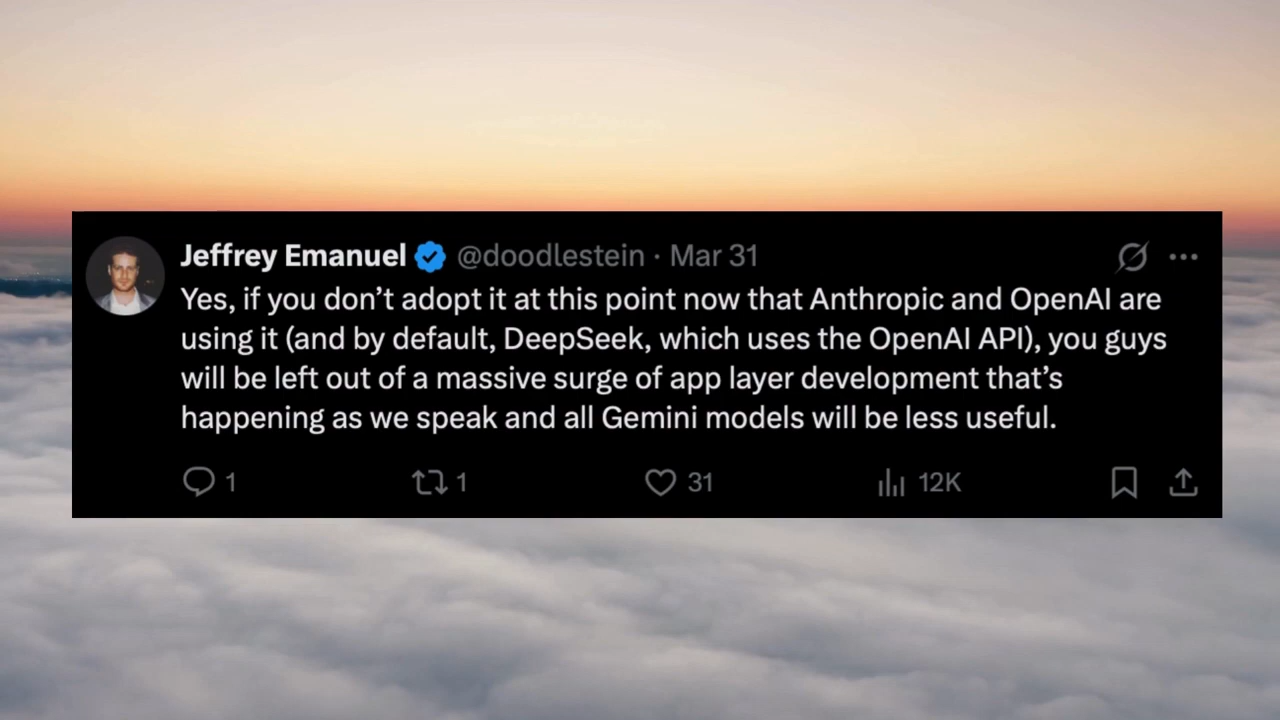 Jeffrey Emanuel @doodlestein · Mar 31
Yes, if you don’t adopt it at this point now that Anthropic and OpenAI are
using it (and by default, DeepSeek, which uses the OpenAI API), you guys
will be left out of a massive surge of app layer development that’s
happening as we speak and all Gemini models will be less useful.
1 1 31 12K